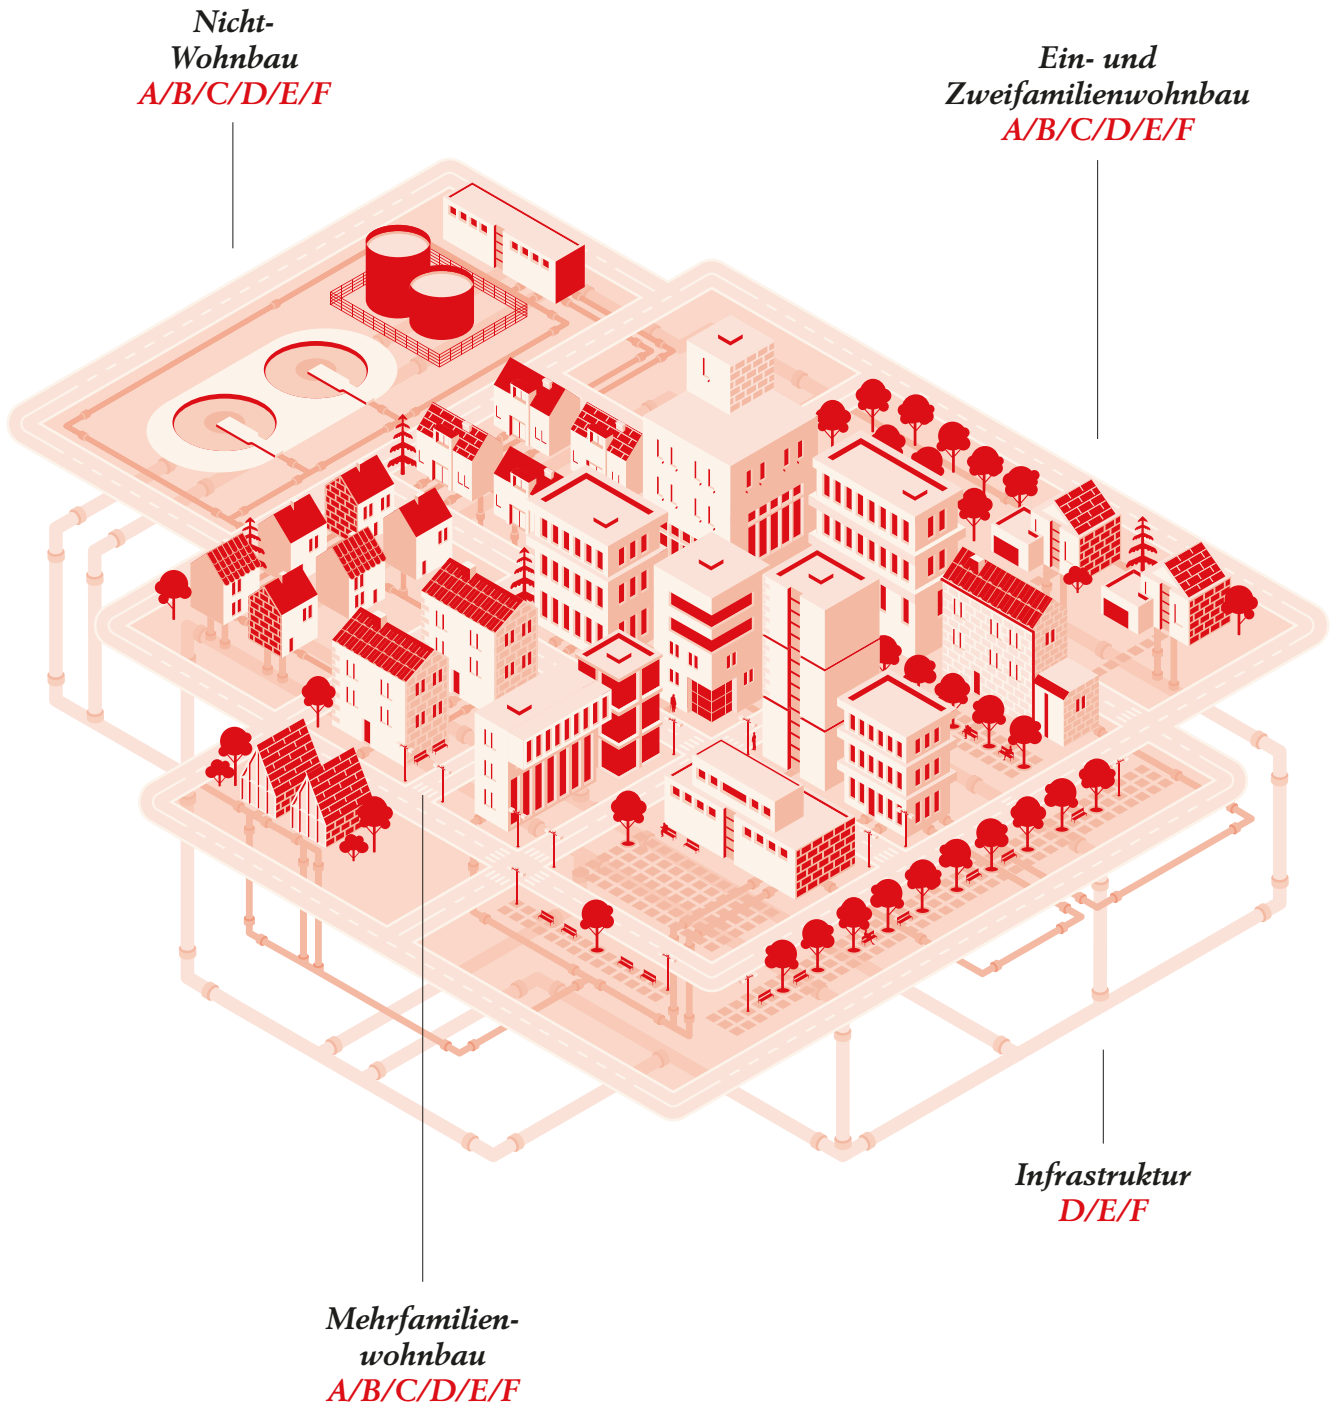 Nicht-
Wohnbau
A/B/C/D/E/F
Ein- und
Zweifamilienwohnbau
A/B/C/D/E/F
Infrastruktur
D/E/F
Mehrfamilien-
wohnbau
A/B/C/D/E/F